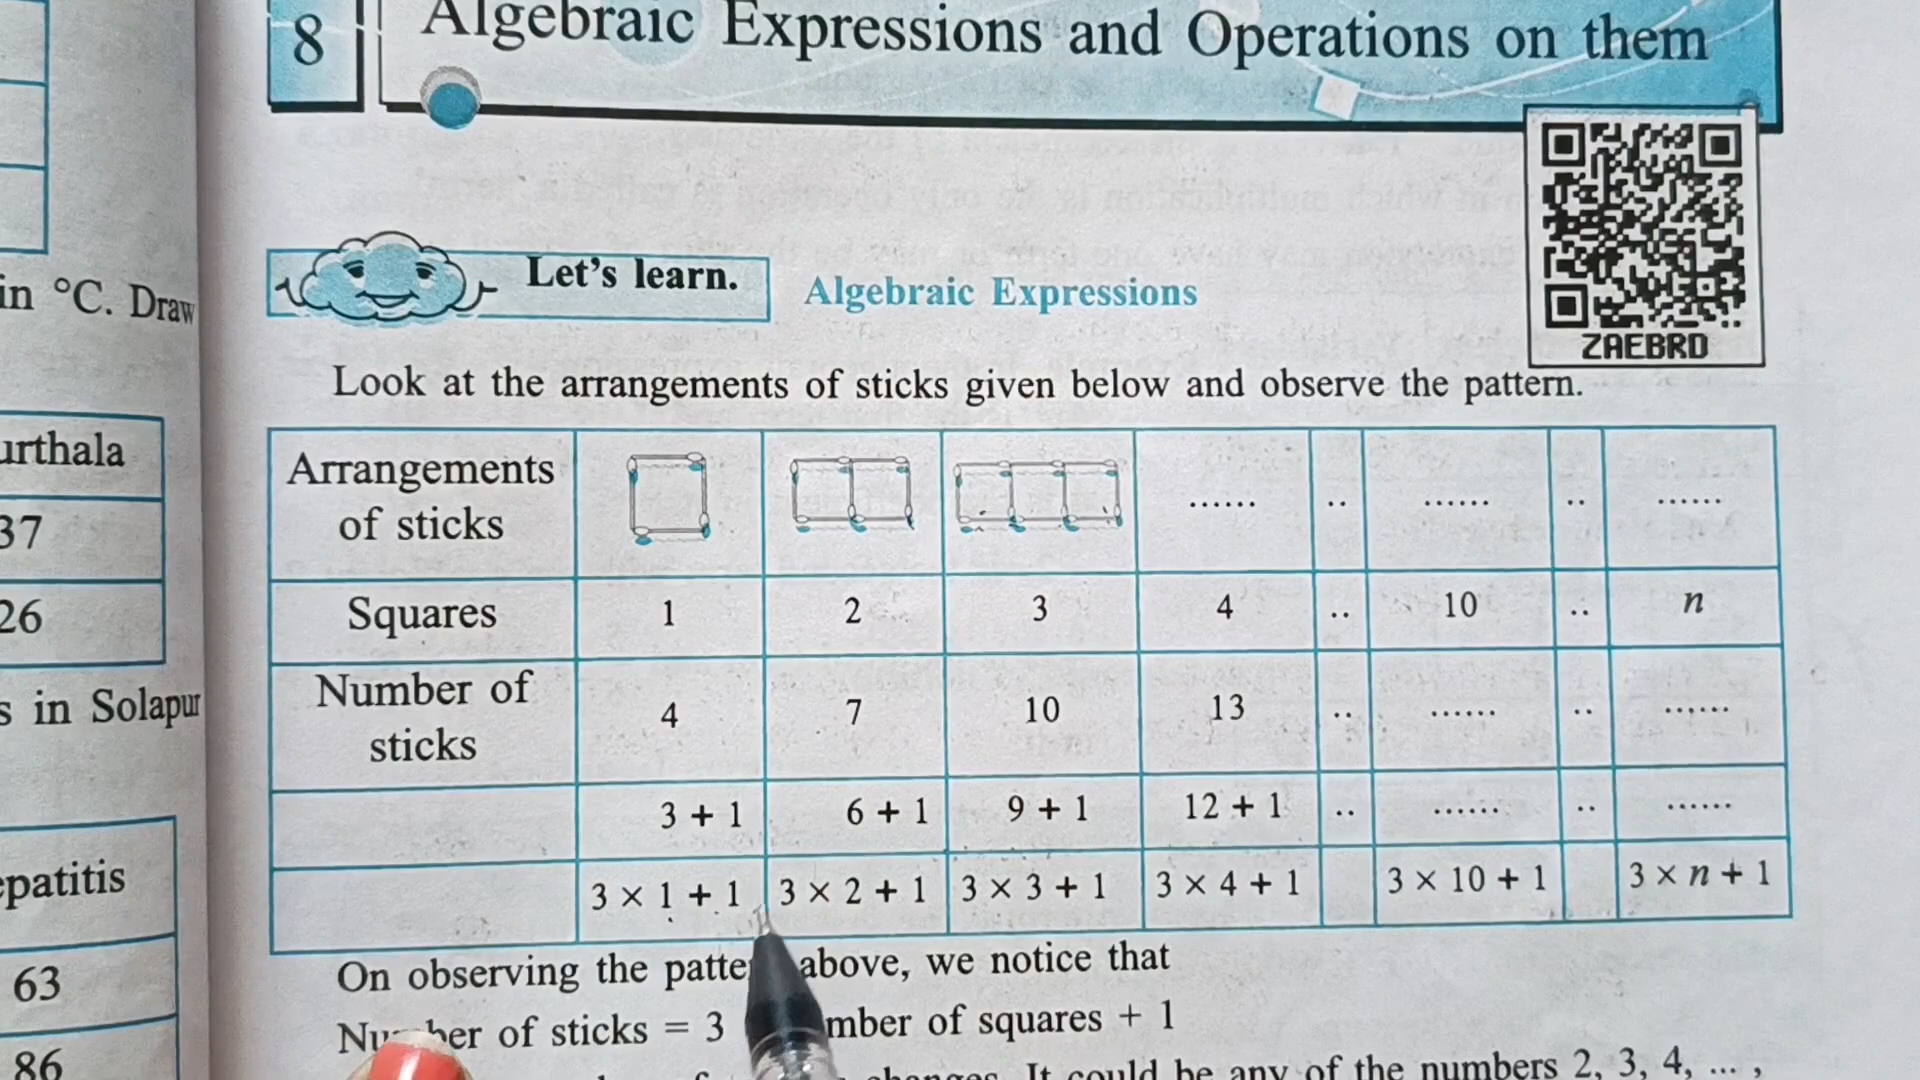 8
Algebraic Expressions and Operations on them
ZAEBRD
Let's learn.
Algebraic Expressions
Look at the arrangements of sticks given below and observe the pattern.
Arrangements of sticks ...... .. ...... .. ......
Squares 1 2 3 4 .. 10 .. n
Number of sticks 4 7 10 13 .. ...... .. ......
3 + 1 6 + 1 9 + 1 12 + 1 .. ...... .. ......
3 × 1 + 1 3 × 2 + 1 3 × 3 + 1 3 × 4 + 1 3 × 10 + 1 3 × n + 1
On observing the above, we notice that
of sticks = 3 of squares + 1
It could be any of the numbers 2, 3, 4, ... ,
in °C. Draw
37
26
in Solapur
63
86